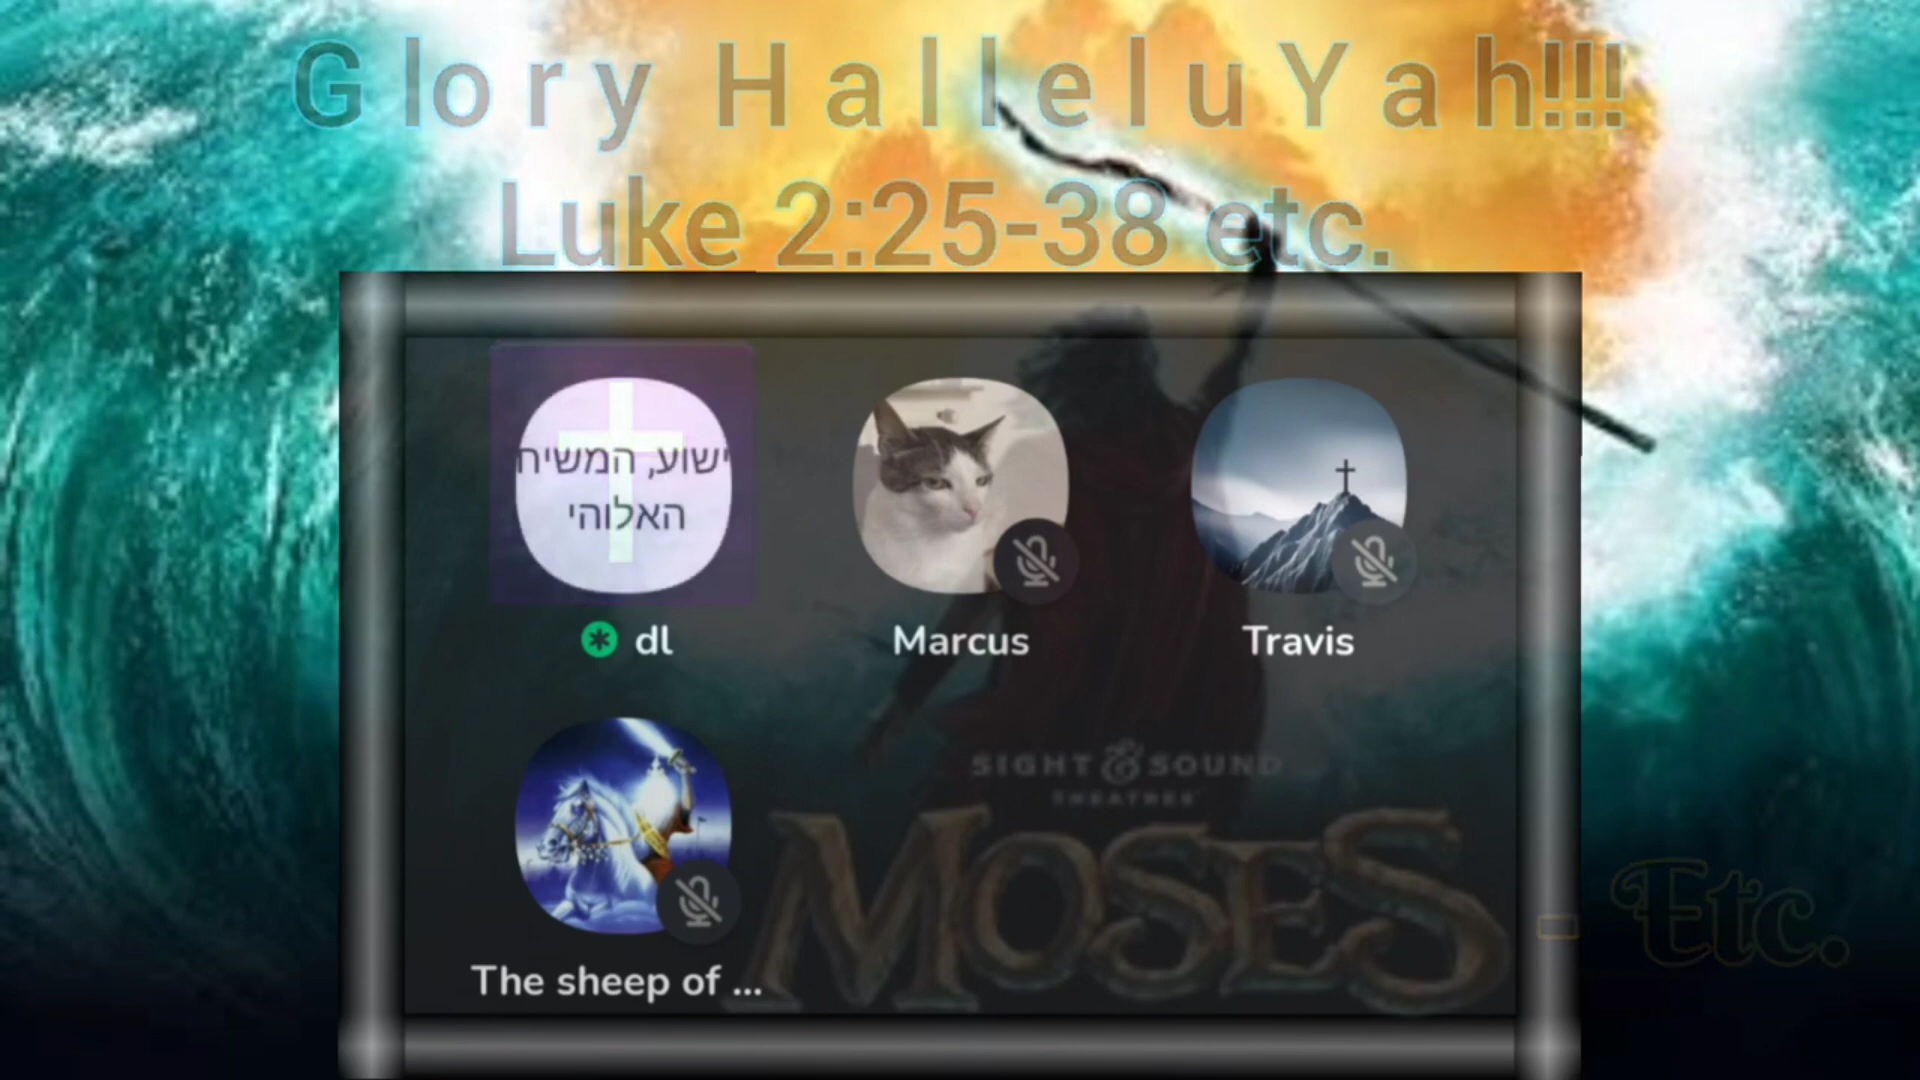 Glory HalleluYah!!!
Luke 2:25-38 etc.
ישוע, המשיח
האלוהי
dl
Marcus
Travis
SIGHT & SOUND
THEATRES
MOSES - Etc.
The sheep of ...